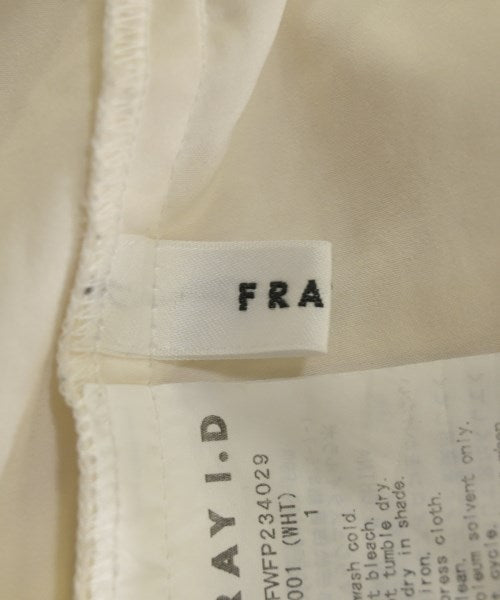 FRA
RAY I.D
FWFP234029
001 (WHT)
1
wash cold.
t bleach.
t tumble dry.
dry in shade.
iron.
press cloth.
lean.
eum solvent only.
cycle.